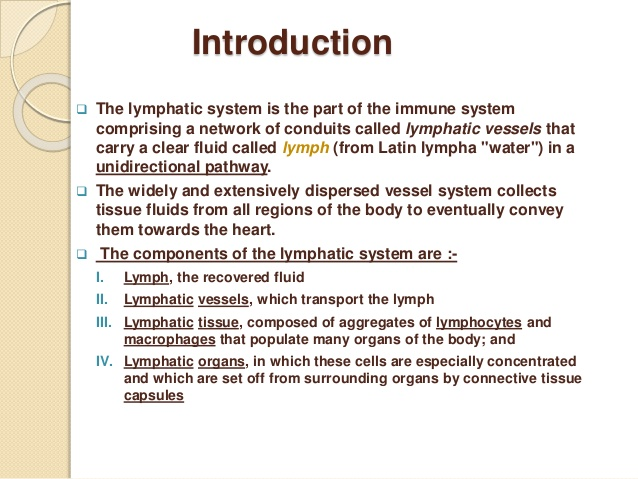 Introduction
The lymphatic system is the part of the immune system
comprising a network of conduits called lymphatic vessels that
carry a clear fluid called lymph (from Latin lympha "water") in a
unidirectional pathway.
The widely and extensively dispersed vessel system collects
tissue fluids from all regions of the body to eventually convey
them towards the heart.
The components of the lymphatic system are :-
I. Lymph, the recovered fluid
II. Lymphatic vessels, which transport the lymph
III. Lymphatic tissue, composed of aggregates of lymphocytes and
macrophages that populate many organs of the body; and
IV. Lymphatic organs, in which these cells are especially concentrated
and which are set off from surrounding organs by connective tissue
capsules